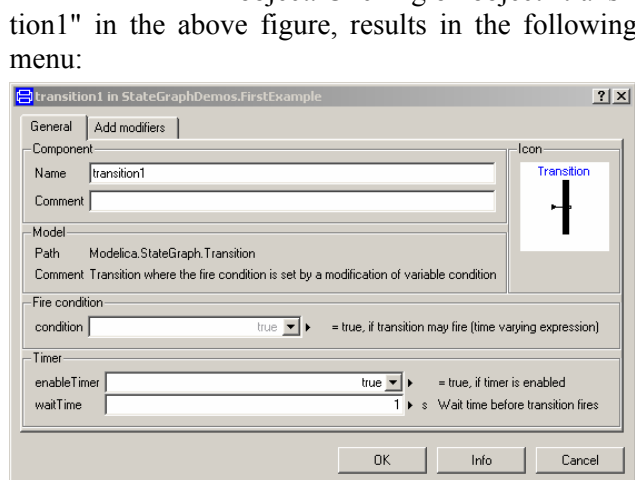 tion1" in the above figure, results in the following
menu:
transition1 in StateGraphDemos.FirstExample
General Add modifiers
Component
Icon
Name transition1
Transition
Comment
Model
Path Modelica.StateGraph.Transition
Comment Transition where the fire condition is set by a modification of variable condition
Fire condition
condition true = true, if transition may fire (time varying expression)
Timer
enableTimer true = true, if timer is enabled
waitTime 1 s Wait time before transition fires
OK Info Cancel